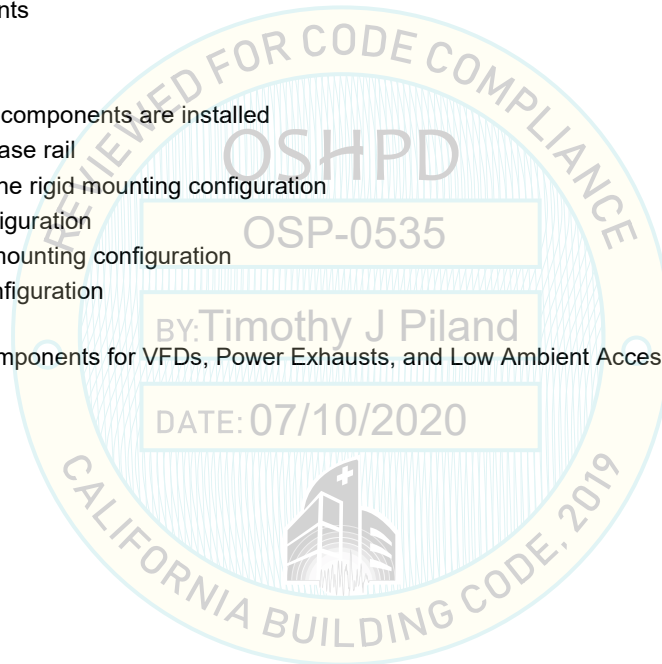 nts
REVIEWED FOR CODE COMPLIANCE
components are installed
OSHPD
ase rail
ne rigid mounting configuration
iguration
OSP-0535
mounting configuration
nfiguration
BY: Timothy J Piland
mponents for VFDs, Power Exhausts, and Low Ambient Acces
DATE: 07/10/2020
CALIFORNIA BUILDING CODE, 2019